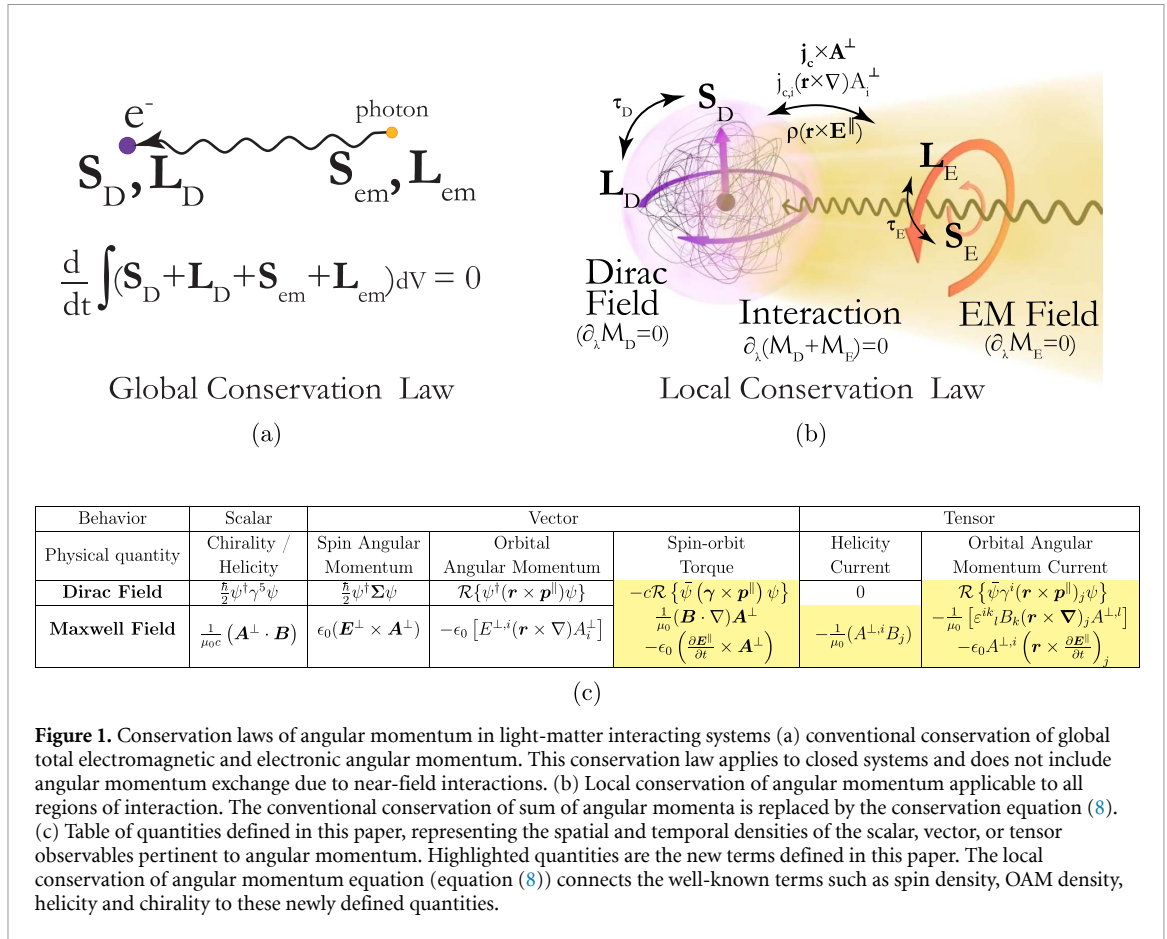 e⁻
photon
S_D, L_D
S_em, L_em
d/dt ∫(S_D+L_D+S_em+L_em)dV = 0
Global Conservation Law
(a)
j_c×A^⊥
j_c,i(r×∇)A_i^⊥
ρ(r×E^∥)
τ_D
S_D
L_D
L_E
τ_E
S_E
Dirac
Field
(∂_λM_D=0)
Interaction
∂_λ(M_D+M_E)=0
EM Field
(∂_λM_E=0)
Local Conservation Law
(b)
Behavior Scalar Vector Tensor
Physical quantity Chirality / Helicity Spin Angular Momentum Orbital Angular Momentum Spin-orbit Torque Helicity Current Orbital Angular Momentum Current
Dirac Field ℏ/2 ψ†γ⁵ψ ℏ/2 ψ†Σψ ℛ{ψ†(r × p^∥)ψ} −cℛ{ψ̄(γ × p^∥)ψ} 0 ℛ{ψ̄γ^i(r × p^∥)_jψ}
Maxwell Field 1/(μ₀c) (A^⊥ · B) ϵ₀(E^⊥ × A^⊥) −ϵ₀[E^⊥,i(r × ∇)A_i^⊥] 1/μ₀ (B · ∇)A^⊥ −ϵ₀(∂E^∥/∂t × A^⊥) −1/μ₀ (A^⊥,i B_j) −1/μ₀ [ε^ik_l B_k(r × ∇)_j A^⊥,l] −ϵ₀A^⊥,i (r × ∂E^∥/∂t)_j
(c)
Figure 1. Conservation laws of angular momentum in light-matter interacting systems (a) conventional conservation of global
total electromagnetic and electronic angular momentum. This conservation law applies to closed systems and does not include
angular momentum exchange due to near-field interactions. (b) Local conservation of angular momentum applicable to all
regions of interaction. The conventional conservation of sum of angular momenta is replaced by the conservation equation (8).
(c) Table of quantities defined in this paper, representing the spatial and temporal densities of the scalar, vector, or tensor
observables pertinent to angular momentum. Highlighted quantities are the new terms defined in this paper. The local
conservation of angular momentum equation (equation (8)) connects the well-known terms such as spin density, OAM density,
helicity and chirality to these newly defined quantities.